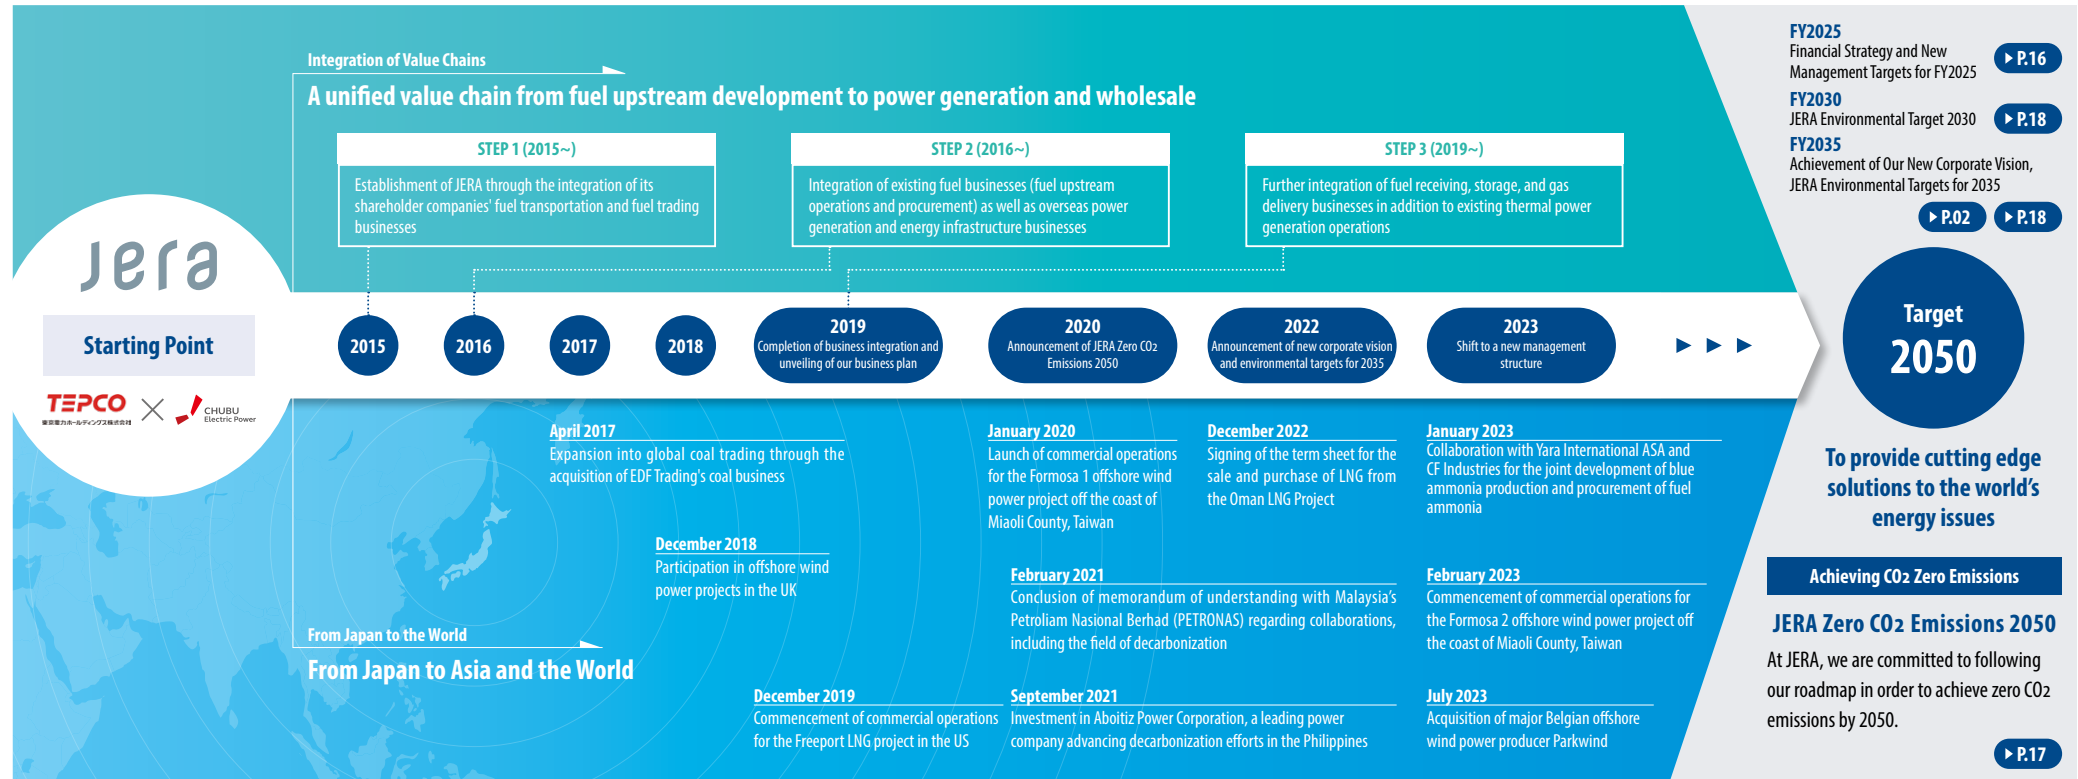 Integration of Value Chains
A unified value chain from fuel upstream development to power generation and wholesale
STEP 1 (2015~)
Establishment of JERA through the integration of its
shareholder companies' fuel transportation and fuel trading
businesses
STEP 2 (2016~)
Integration of existing fuel businesses (fuel upstream
operations and procurement) as well as overseas power
generation and energy infrastructure businesses
STEP 3 (2019~)
Further integration of fuel receiving, storage, and gas
delivery businesses in addition to existing thermal power
generation operations
Jera
Starting Point
TEPCO
東京電力ホールディングス株式会社
CHUBU
Electric Power
2015
2016
2017
2018
2019
Completion of business integration and
unveiling of our business plan
2020
Announcement of JERA Zero CO2
Emissions 2050
2022
Announcement of new corporate vision
and environmental targets for 2035
2023
Shift to a new management
structure
April 2017
Expansion into global coal trading through the
acquisition of EDF Trading's coal business
December 2018
Participation in offshore wind
power projects in the UK
From Japan to the World
From Japan to Asia and the World
December 2019
Commencement of commercial operations
for the Freeport LNG project in the US
January 2020
Launch of commercial operations
for the Formosa 1 offshore wind
power project off the coast of
Miaoli County, Taiwan
February 2021
Conclusion of memorandum of understanding with Malaysia's
Petroliam Nasional Berhad (PETRONAS) regarding collaborations,
including the field of decarbonization
September 2021
Investment in Aboitiz Power Corporation, a leading power
company advancing decarbonization efforts in the Philippines
December 2022
Signing of the term sheet for the
sale and purchase of LNG from
the Oman LNG Project
January 2023
Collaboration with Yara International ASA and
CF Industries for the joint development of blue
ammonia production and procurement of fuel
ammonia
February 2023
Commencement of commercial operations for
the Formosa 2 offshore wind power project off
the coast of Miaoli County, Taiwan
July 2023
Acquisition of major Belgian offshore
wind power producer Parkwind
FY2025
Financial Strategy and New
Management Targets for FY2025
P.16
FY2030
JERA Environmental Target 2030
P.18
FY2035
Achievement of Our New Corporate Vision,
JERA Environmental Targets for 2035
P.02
P.18
Target
2050
To provide cutting edge
solutions to the world's
energy issues
Achieving CO2 Zero Emissions
JERA Zero CO2 Emissions 2050
At JERA, we are committed to following
our roadmap in order to achieve zero CO2
emissions by 2050.
P.17